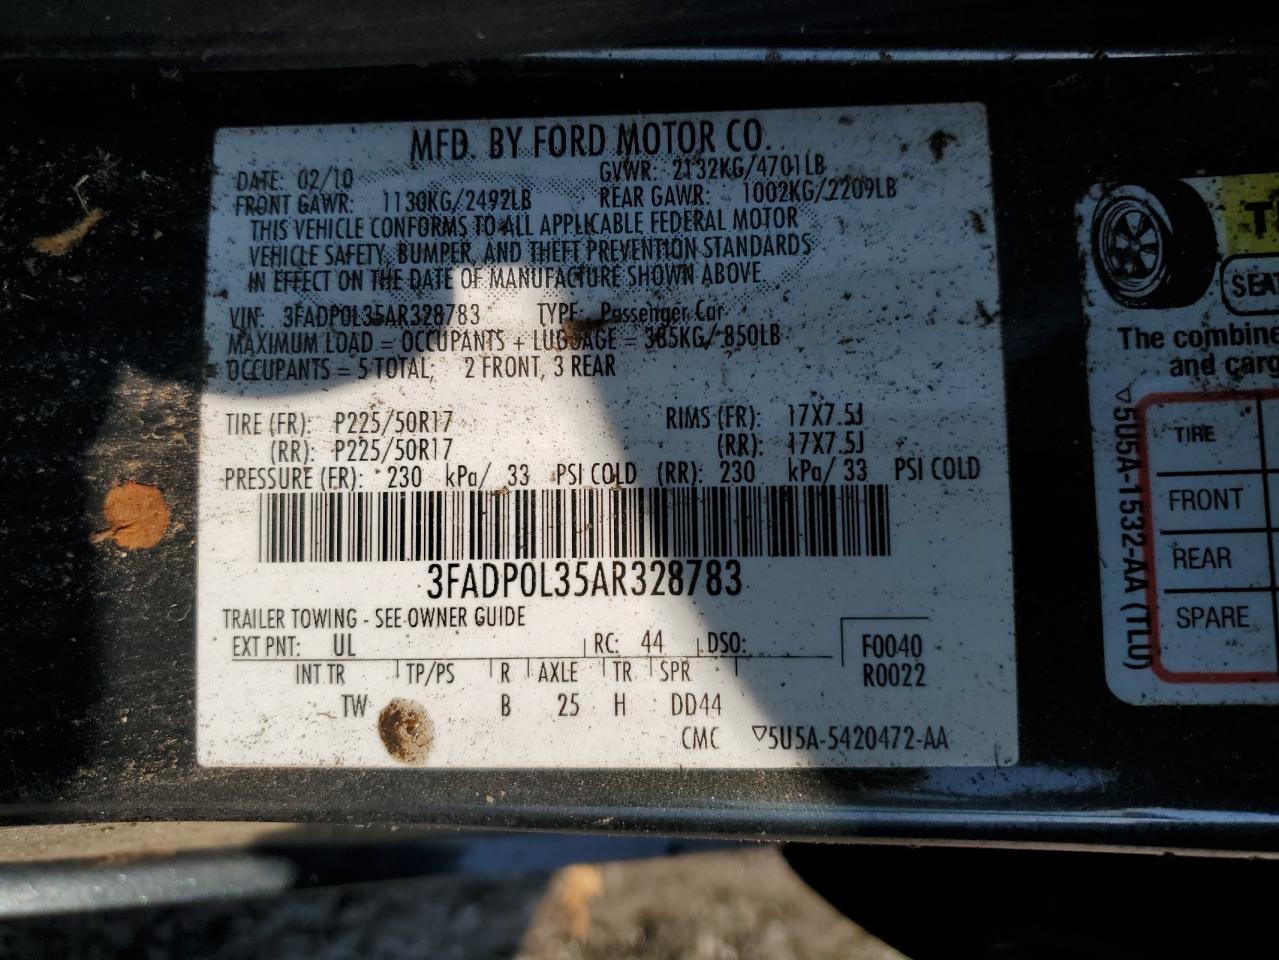 MFD. BY FORD MOTOR CO.
DATE: 02/10 GVWR: 2132KG/4701LB
FRONT GAWR: 1130KG/2492LB REAR GAWR: 1002KG/2209LB
THIS VEHICLE CONFORMS TO ALL APPLICABLE FEDERAL MOTOR
VEHICLE SAFETY, BUMPER, AND THEFT PREVENTION STANDARDS
IN EFFECT ON THE DATE OF MANUFACTURE SHOWN ABOVE.
VIN: 3FADP0L35AR328783 TYPE: Passenger Car
MAXIMUM LOAD = OCCUPANTS + LUGGAGE = 385KG/ 850LB
OCCUPANTS = 5 TOTAL, 2 FRONT, 3 REAR
TIRE (FR): P225/50R17 RIMS (FR): 17X7.5J
(RR): P225/50R17 (RR): 17X7.5J
PRESSURE (FR): 230 kPa/ 33 PSI COLD (RR): 230 kPa/ 33 PSI COLD
3FADP0L35AR328783
TRAILER TOWING - SEE OWNER GUIDE
EXT PNT: UL RC: 44 DSO: F0040
INT TR TP/PS R AXLE TR SPR R0022
TW B 25 H DD44
CMC ▽5U5A-5420472-AA
SEAT
The combine
and carg
TIRE
FRONT
REAR
SPARE
▽5U5A-1532-AA (TLU)